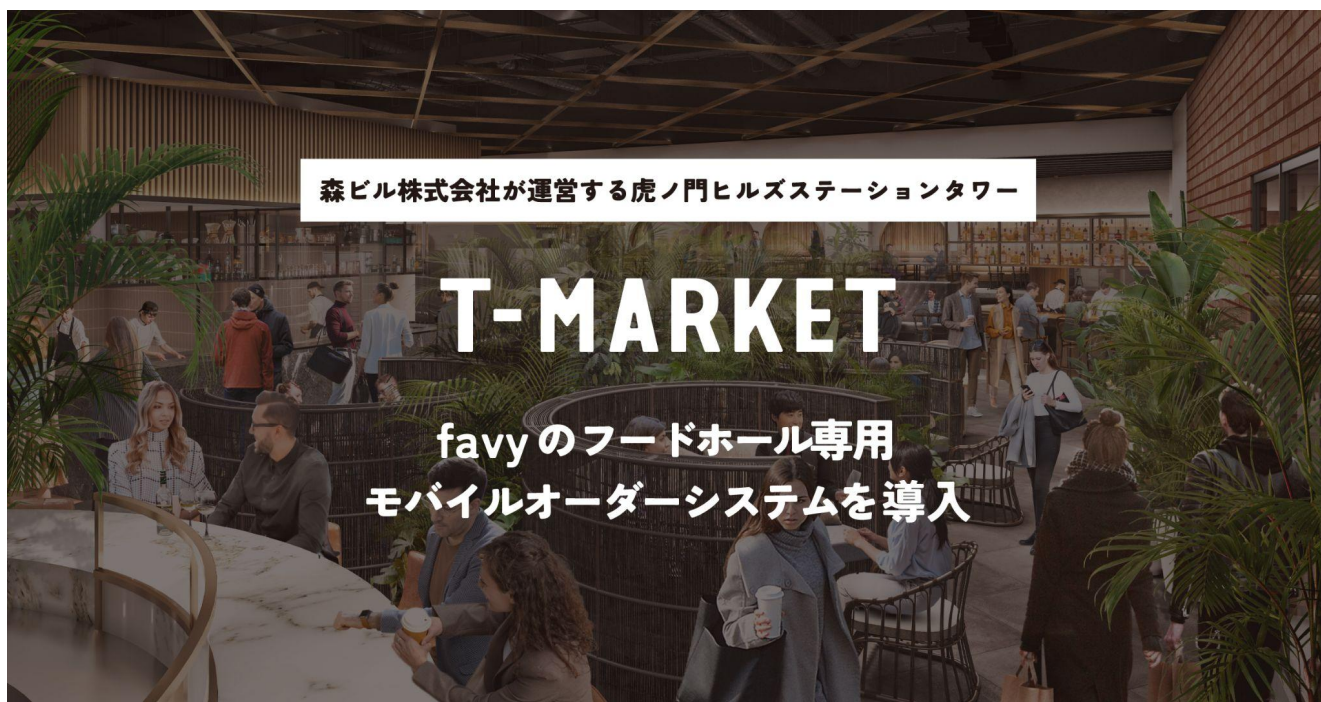 森ビル株式会社が運営する虎ノ門ヒルズステーションタワー
T-MARKET
favyのフードホール専用
モバイルオーダーシステムを導入